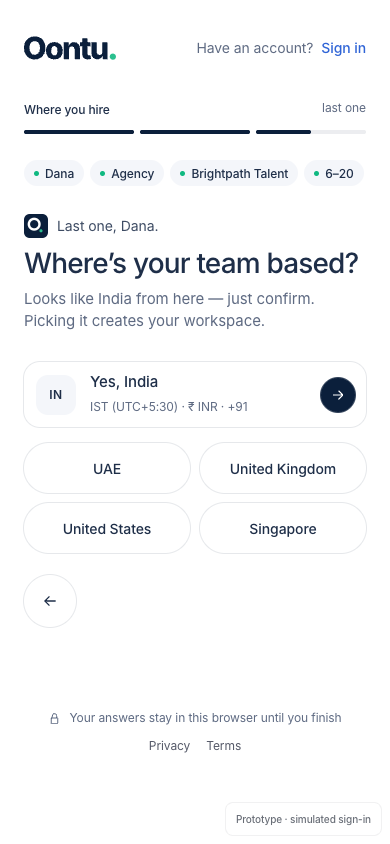 Oontu.
Have an account? Sign in
Where you hire
last one
Dana
Agency
Brightpath Talent
6–20
Last one, Dana.
Where’s your team based?
Looks like India from here — just confirm.
Picking it creates your workspace.
IN
Yes, India
IST (UTC+5:30) · ₹ INR · +91
UAE
United Kingdom
United States
Singapore
Your answers stay in this browser until you finish
Privacy
Terms
Prototype · simulated sign-in